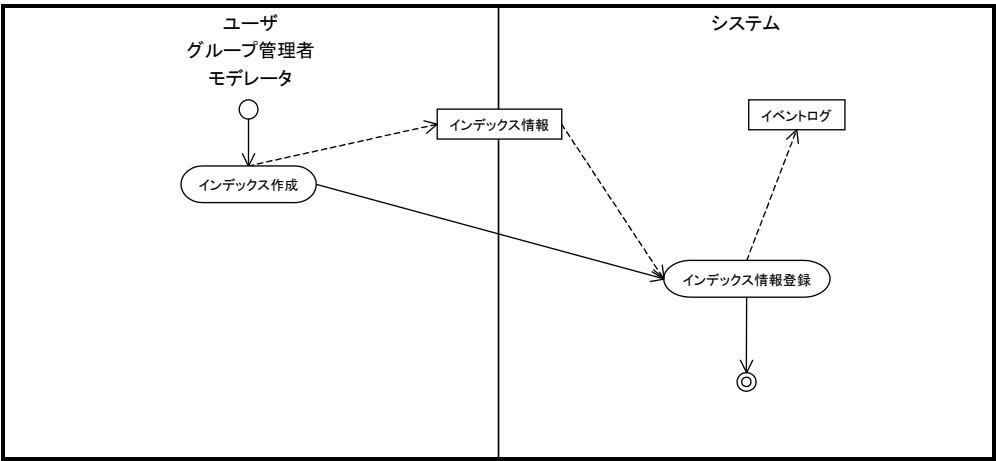 ユーザ
グループ管理者
モデレータ
システム
インデックス情報
イベントログ
インデックス作成
インデックス情報登録